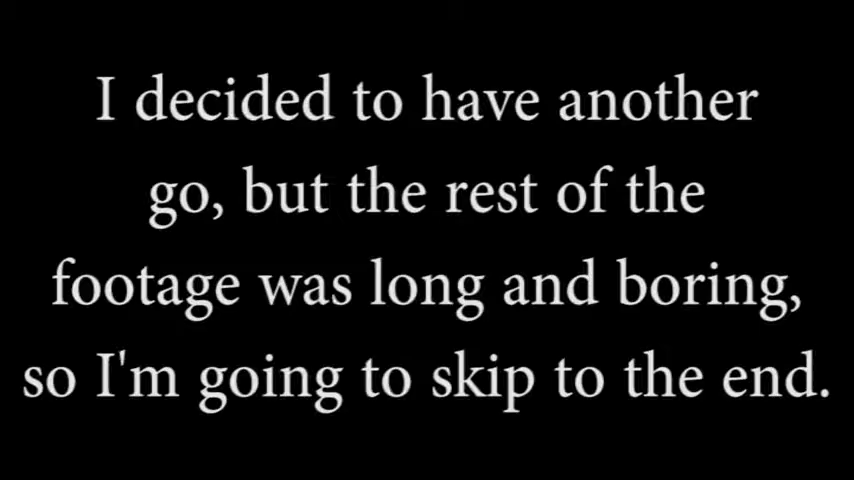 I decided to have another
go, but the rest of the
footage was long and boring,
so I'm going to skip to the end.